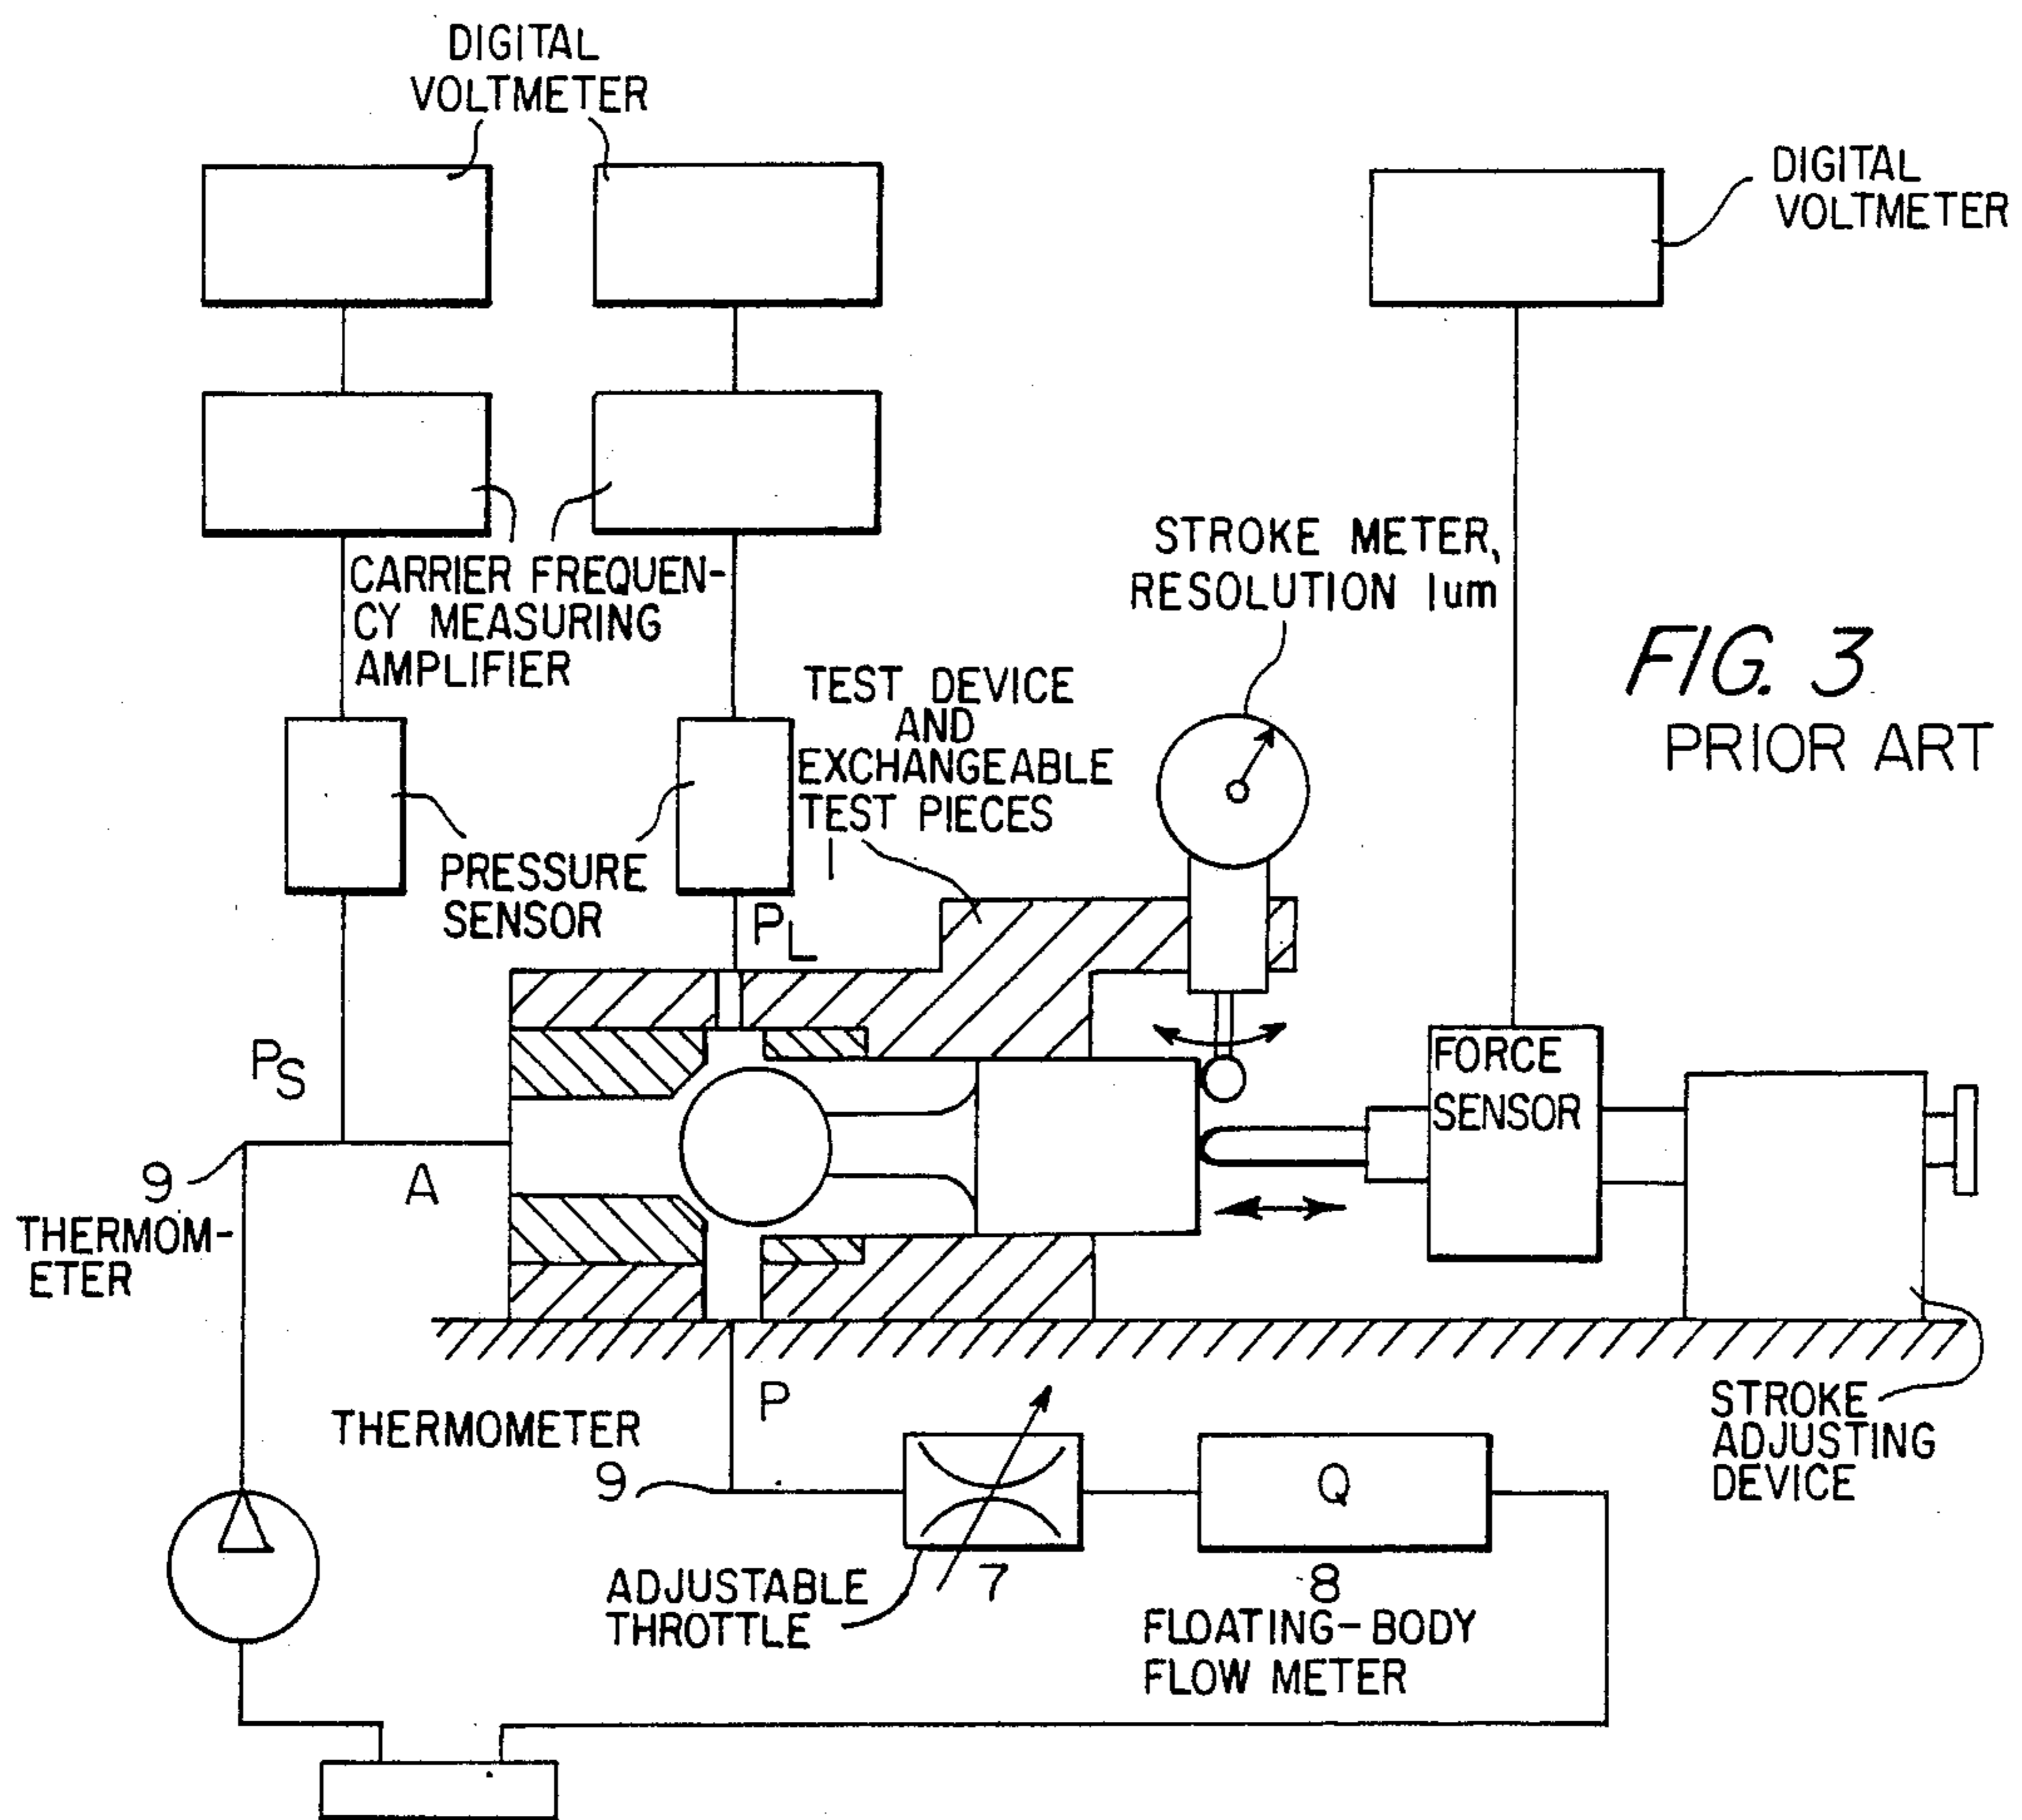 DIGITAL
VOLTMETER
DIGITAL
VOLTMETER
CARRIER FREQUEN-
CY MEASURING
AMPLIFIER
STROKE METER,
RESOLUTION 1um
FIG. 3
PRIOR ART
TEST DEVICE
AND
EXCHANGEABLE
TEST PIECES
1
PRESSURE
SENSOR
PL
PS
FORCE
SENSOR
9
A
THERMOM-
ETER
P
THERMOMETER
9
STROKE
ADJUSTING
DEVICE
Q
7
8
ADJUSTABLE
THROTTLE
FLOATING-BODY
FLOW METER